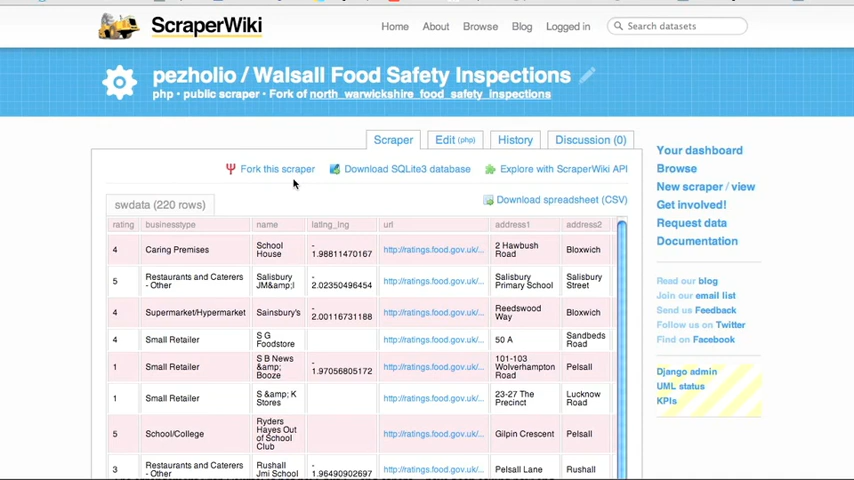 ScraperWiki
Home About Browse Blog Logged in Search datasets
pezholio / Walsall Food Safety Inspections
php • public scraper • Fork of north_warwickshire_food_safety_inspections
Scraper Edit (php) History Discussion (0)
Fork this scraper Download SQLite3 database Explore with ScraperWiki API
swdata (220 rows)
Download spreadsheet (CSV)
rating businesstype name lating_lng url address1 address2
4 Caring Premises School House -1.98811470167 http://ratings.food.gov.uk/... 2 Hawbush Road Bloxwich
5 Restaurants and Caterers - Other Salisbury JM&amp;I -2.02350496454 http://ratings.food.gov.uk/... Salisbury Primary School Salisbury Street
4 Supermarket/Hypermarket Sainsbury's -2.00116731188 http://ratings.food.gov.uk/... Reedswood Way Bloxwich
4 Small Retailer S G Foodstore http://ratings.food.gov.uk/... 50 A Sandbeds Road
1 Small Retailer S B News &amp; Booze -1.97056805172 http://ratings.food.gov.uk/... 101-103 Wolverhampton Road Pelsall
1 Small Retailer S &amp; K Stores http://ratings.food.gov.uk/... 23-27 The Precinct Lucknow Road
5 School/College Ryders Hayes Out of School Club http://ratings.food.gov.uk/... Gilpin Crescent Pelsall
3 Restaurants and Caterers - Other Rushall Jmi School -1.96490902697 http://ratings.food.gov.uk/... Pelsall Lane Rushall
Your dashboard
Browse
New scraper / view
Get involved!
Request data
Documentation
Read our blog
Join our email list
Send us Feedback
Follow us on Twitter
Find on Facebook
Django admin
UML status
KPIs